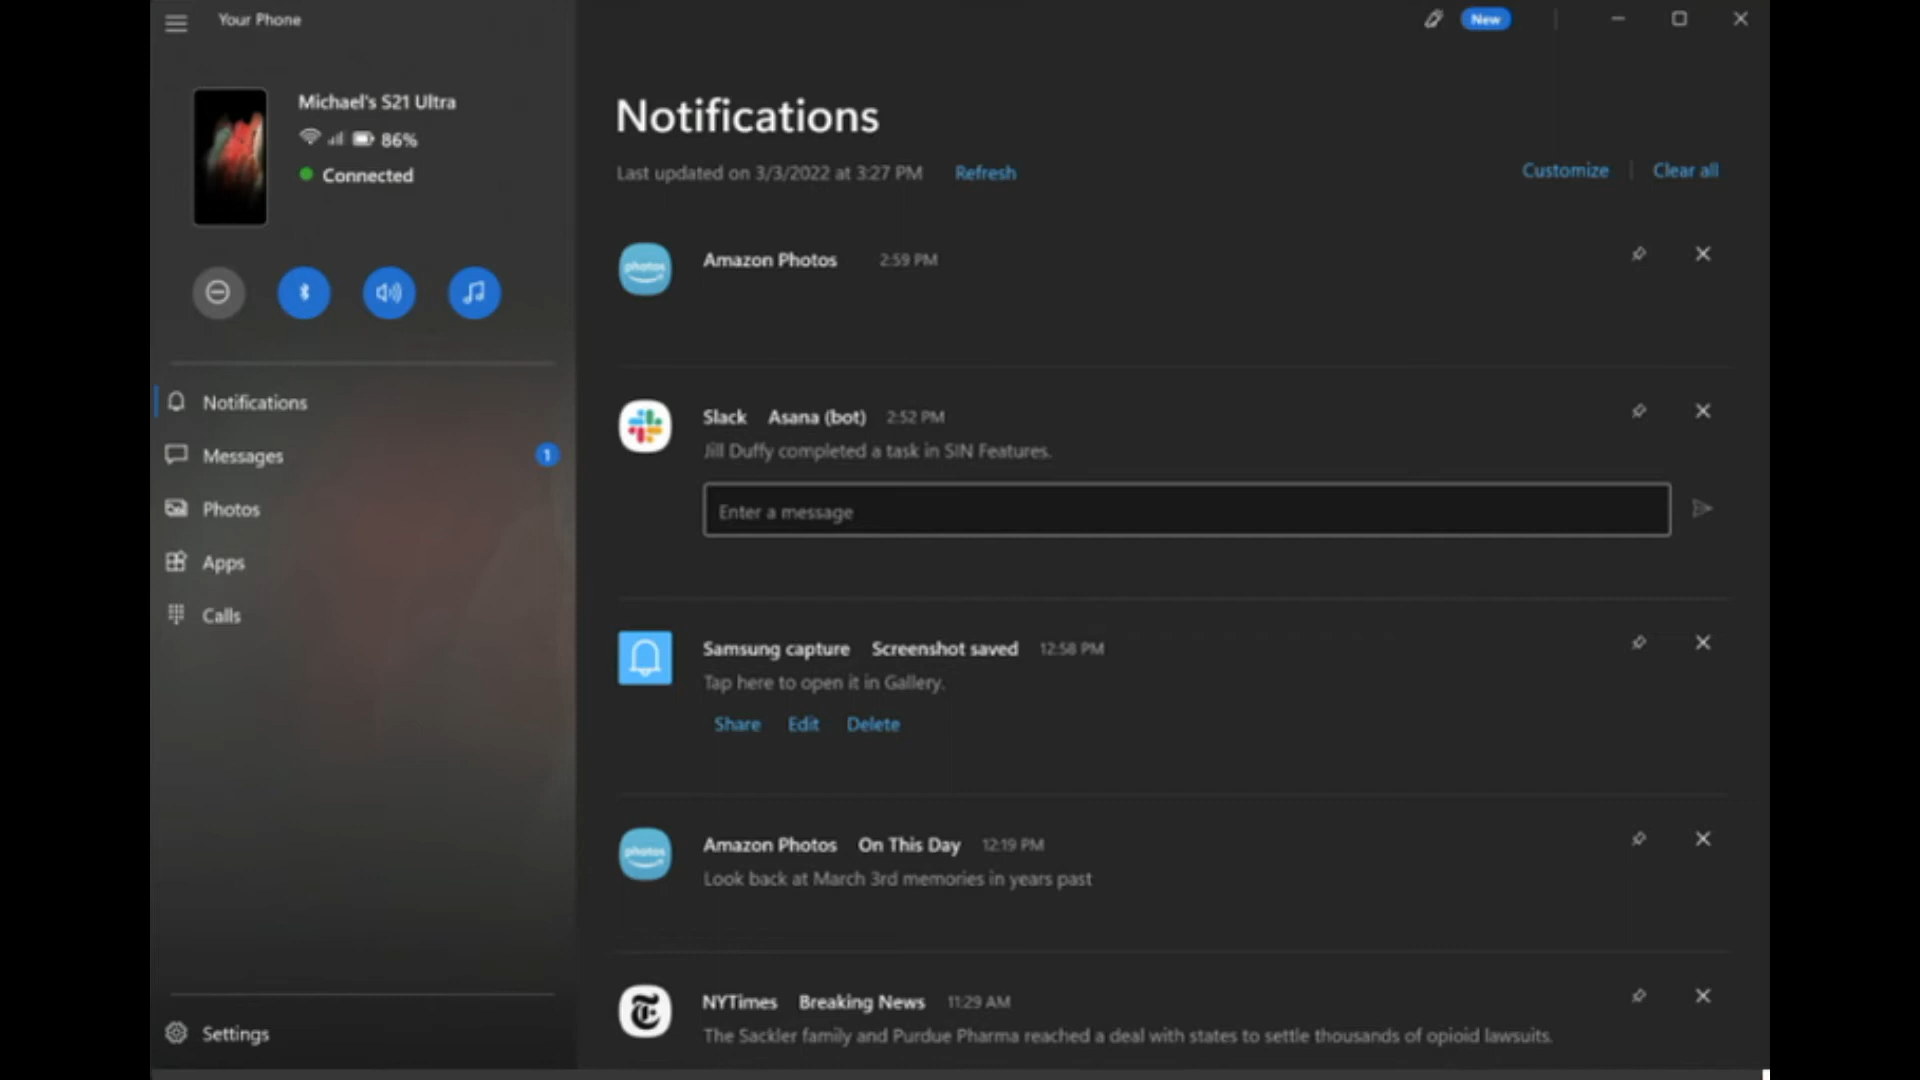 Your Phone
New
Michael's S21 Ultra
86%
Connected
Notifications
Messages
1
Photos
Apps
Calls
Settings
Notifications
Last updated on 3/3/2022 at 3:27 PM Refresh
Customize Clear all
photos
Amazon Photos 2:59 PM
Slack Asana (bot) 2:52 PM
Jill Duffy completed a task in SIN Features.
Enter a message
Samsung capture Screenshot saved 12:58 PM
Tap here to open it in Gallery.
Share Edit Delete
photos
Amazon Photos On This Day 12:19 PM
Look back at March 3rd memories in years past
NYTimes Breaking News 11:29 AM
The Sackler family and Purdue Pharma reached a deal with states to settle thousands of opioid lawsuits.